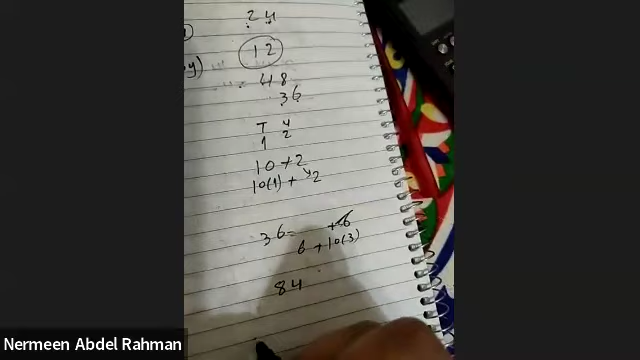 24
12
48
36
T u
1 2
10 + 2
10(1) + 2
36 =
6 + 10(3)
84
Nermeen Abdel Rahman